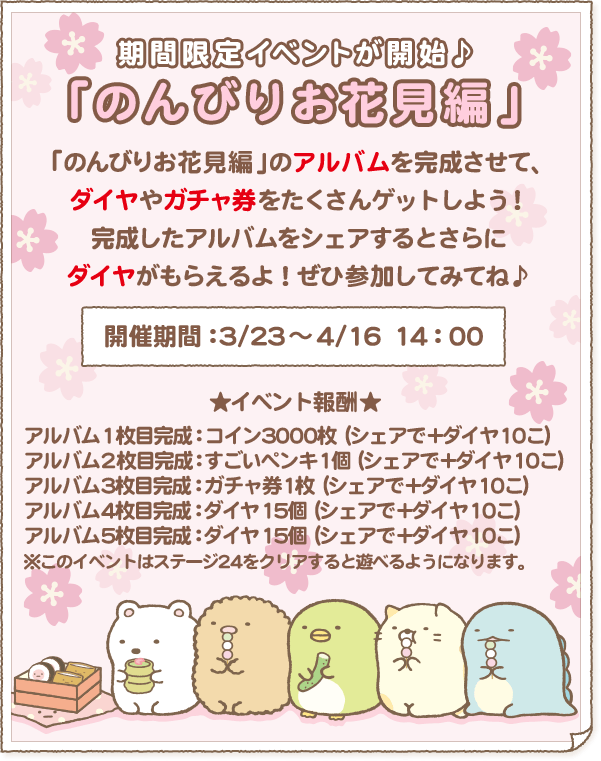 期間限定イベントが開始♪
「のんびりお花見編」
「のんびりお花見編」のアルバムを完成させて、
ダイヤやガチャ券をたくさんゲットしよう！
完成したアルバムをシェアするとさらに
ダイヤがもらえるよ！ぜひ参加してみてね♪
開催期間：3/23～4/16 14：00
★イベント報酬★
アルバム1枚目完成：コイン3000枚（シェアで＋ダイヤ10こ）
アルバム2枚目完成：すごいペンキ1個（シェアで＋ダイヤ10こ）
アルバム3枚目完成：ガチャ券1枚（シェアで＋ダイヤ10こ）
アルバム4枚目完成：ダイヤ15個（シェアで＋ダイヤ10こ）
アルバム5枚目完成：ダイヤ15個（シェアで＋ダイヤ10こ）
※このイベントはステージ24をクリアすると遊べるようになります。